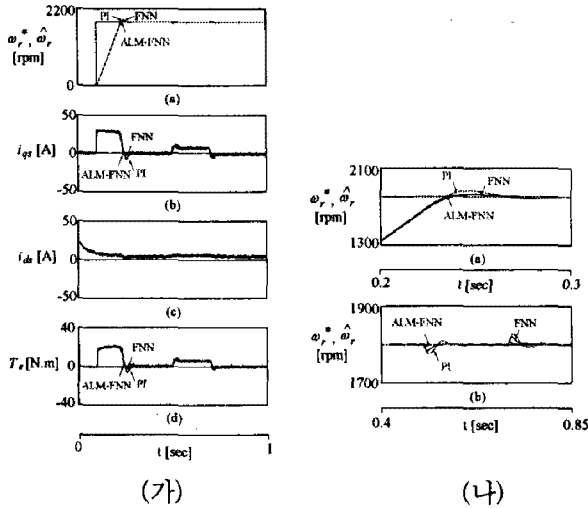 2200
ω_r*, ω̂_r
[rpm]
0
PI
FNN
ALM-FNN
(a)
50
i_qs [A]
0
-50
FNN
ALM-FNN
PI
(b)
50
i_ds [A]
0
-50
(c)
40
T_e [N.m]
0
-40
FNN
ALM-FNN
PI
(d)
0
1
t [sec]
(가)
2100
ω_r*, ω̂_r
[rpm]
1300
PI
FNN
ALM-FNN
(a)
0.2
0.3
t [sec]
1900
ω_r*, ω̂_r
[rpm]
1700
ALM-FNN
FNN
PI
(b)
0.4
0.85
t [sec]
(나)